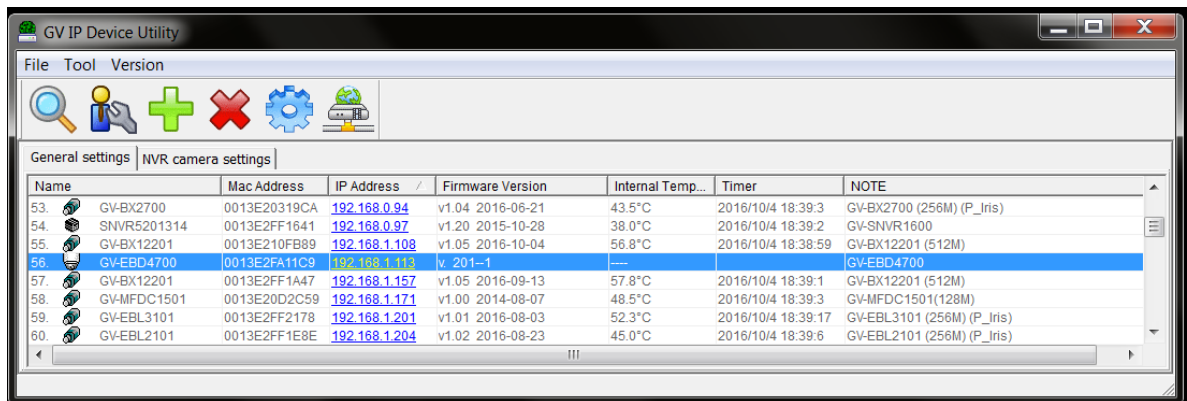 GV IP Device Utility
File Tool Version
General settings NVR camera settings
Name Mac Address IP Address Firmware Version Internal Temp... Timer NOTE
53. GV-BX2700 0013E20319CA 192.168.0.94 v1.04 2016-06-21 43.5°C 2016/10/4 18:39:3 GV-BX2700 (256M) (P_Iris)
54. SNVR5201314 0013E2FF1641 192.168.0.97 v1.20 2015-10-28 38.0°C 2016/10/4 18:39:2 GV-SNVR1600
55. GV-BX12201 0013E210FB89 192.168.1.108 v1.05 2016-10-04 56.8°C 2016/10/4 18:38:59 GV-BX12201 (512M)
56. GV-EBD4700 0013E2FA11C9 192.168.1.113 v. 201--1 ---- GV-EBD4700
57. GV-BX12201 0013E2FF1A47 192.168.1.157 v1.05 2016-09-13 57.8°C 2016/10/4 18:39:1 GV-BX12201 (512M)
58. GV-MFDC1501 0013E20D2C59 192.168.1.171 v1.00 2014-08-07 48.5°C 2016/10/4 18:39:3 GV-MFDC1501(128M)
59. GV-EBL3101 0013E2FF2178 192.168.1.201 v1.01 2016-08-03 52.3°C 2016/10/4 18:39:17 GV-EBL3101 (256M) (P_Iris)
60. GV-EBL2101 0013E2FF1E8E 192.168.1.204 v1.02 2016-08-23 45.0°C 2016/10/4 18:39:6 GV-EBL2101 (256M) (P_Iris)